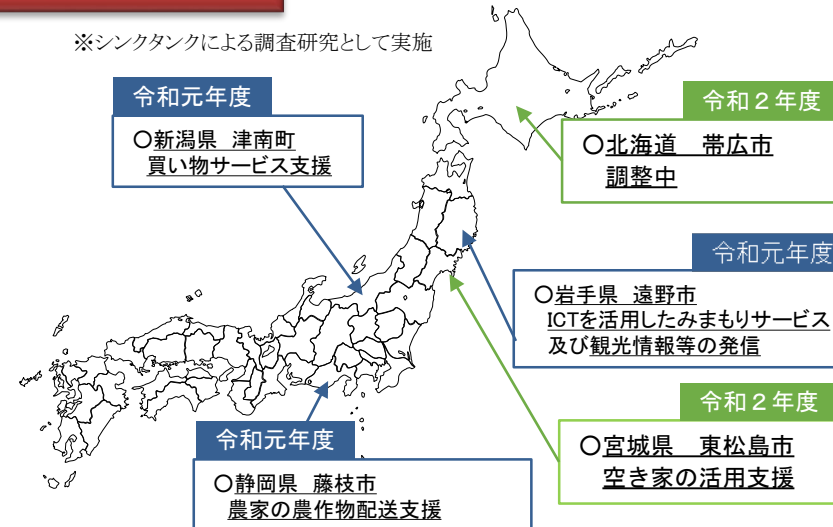 ※シンクタンクによる調査研究として実施
令和元年度
○新潟県 津南町
買い物サービス支援
令和２年度
○北海道　帯広市
調整中
令和元年度
○岩手県 遠野市
ICTを活用したみまもりサービス
及び観光情報等の発信
令和２年度
○宮城県　東松島市
空き家の活用支援
令和元年度
○静岡県 藤枝市
農家の農作物配送支援